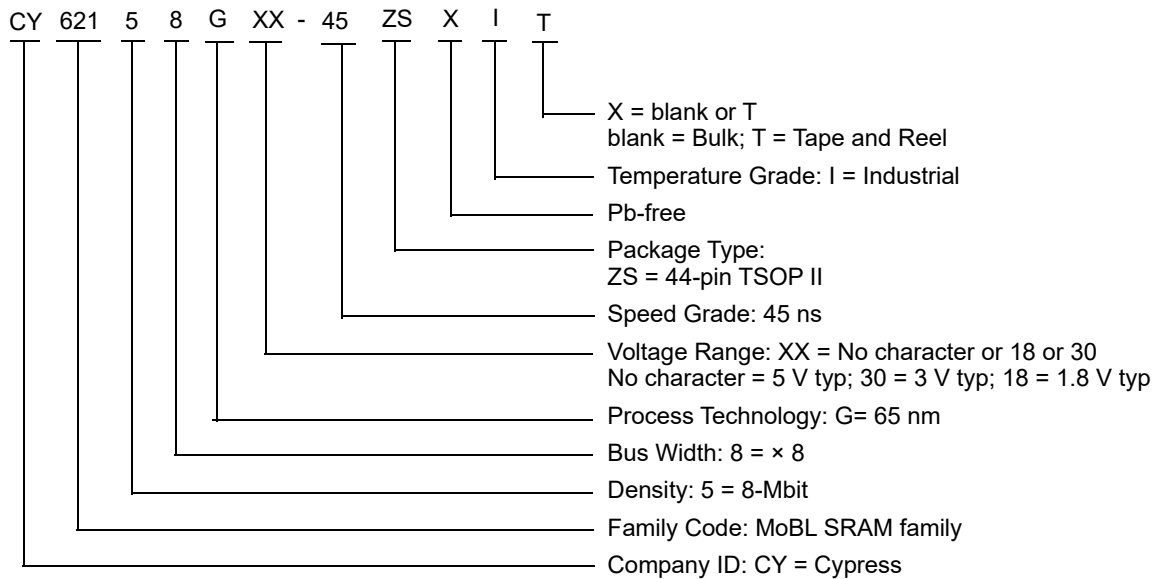 CY 621 5 8 G XX - 45 ZS X I T
X = blank or T
blank = Bulk; T = Tape and Reel
Temperature Grade: I = Industrial
Pb-free
Package Type:
ZS = 44-pin TSOP II
Speed Grade: 45 ns
Voltage Range: XX = No character or 18 or 30
No character = 5 V typ; 30 = 3 V typ; 18 = 1.8 V typ
Process Technology: G= 65 nm
Bus Width: 8 = × 8
Density: 5 = 8-Mbit
Family Code: MoBL SRAM family
Company ID: CY = Cypress